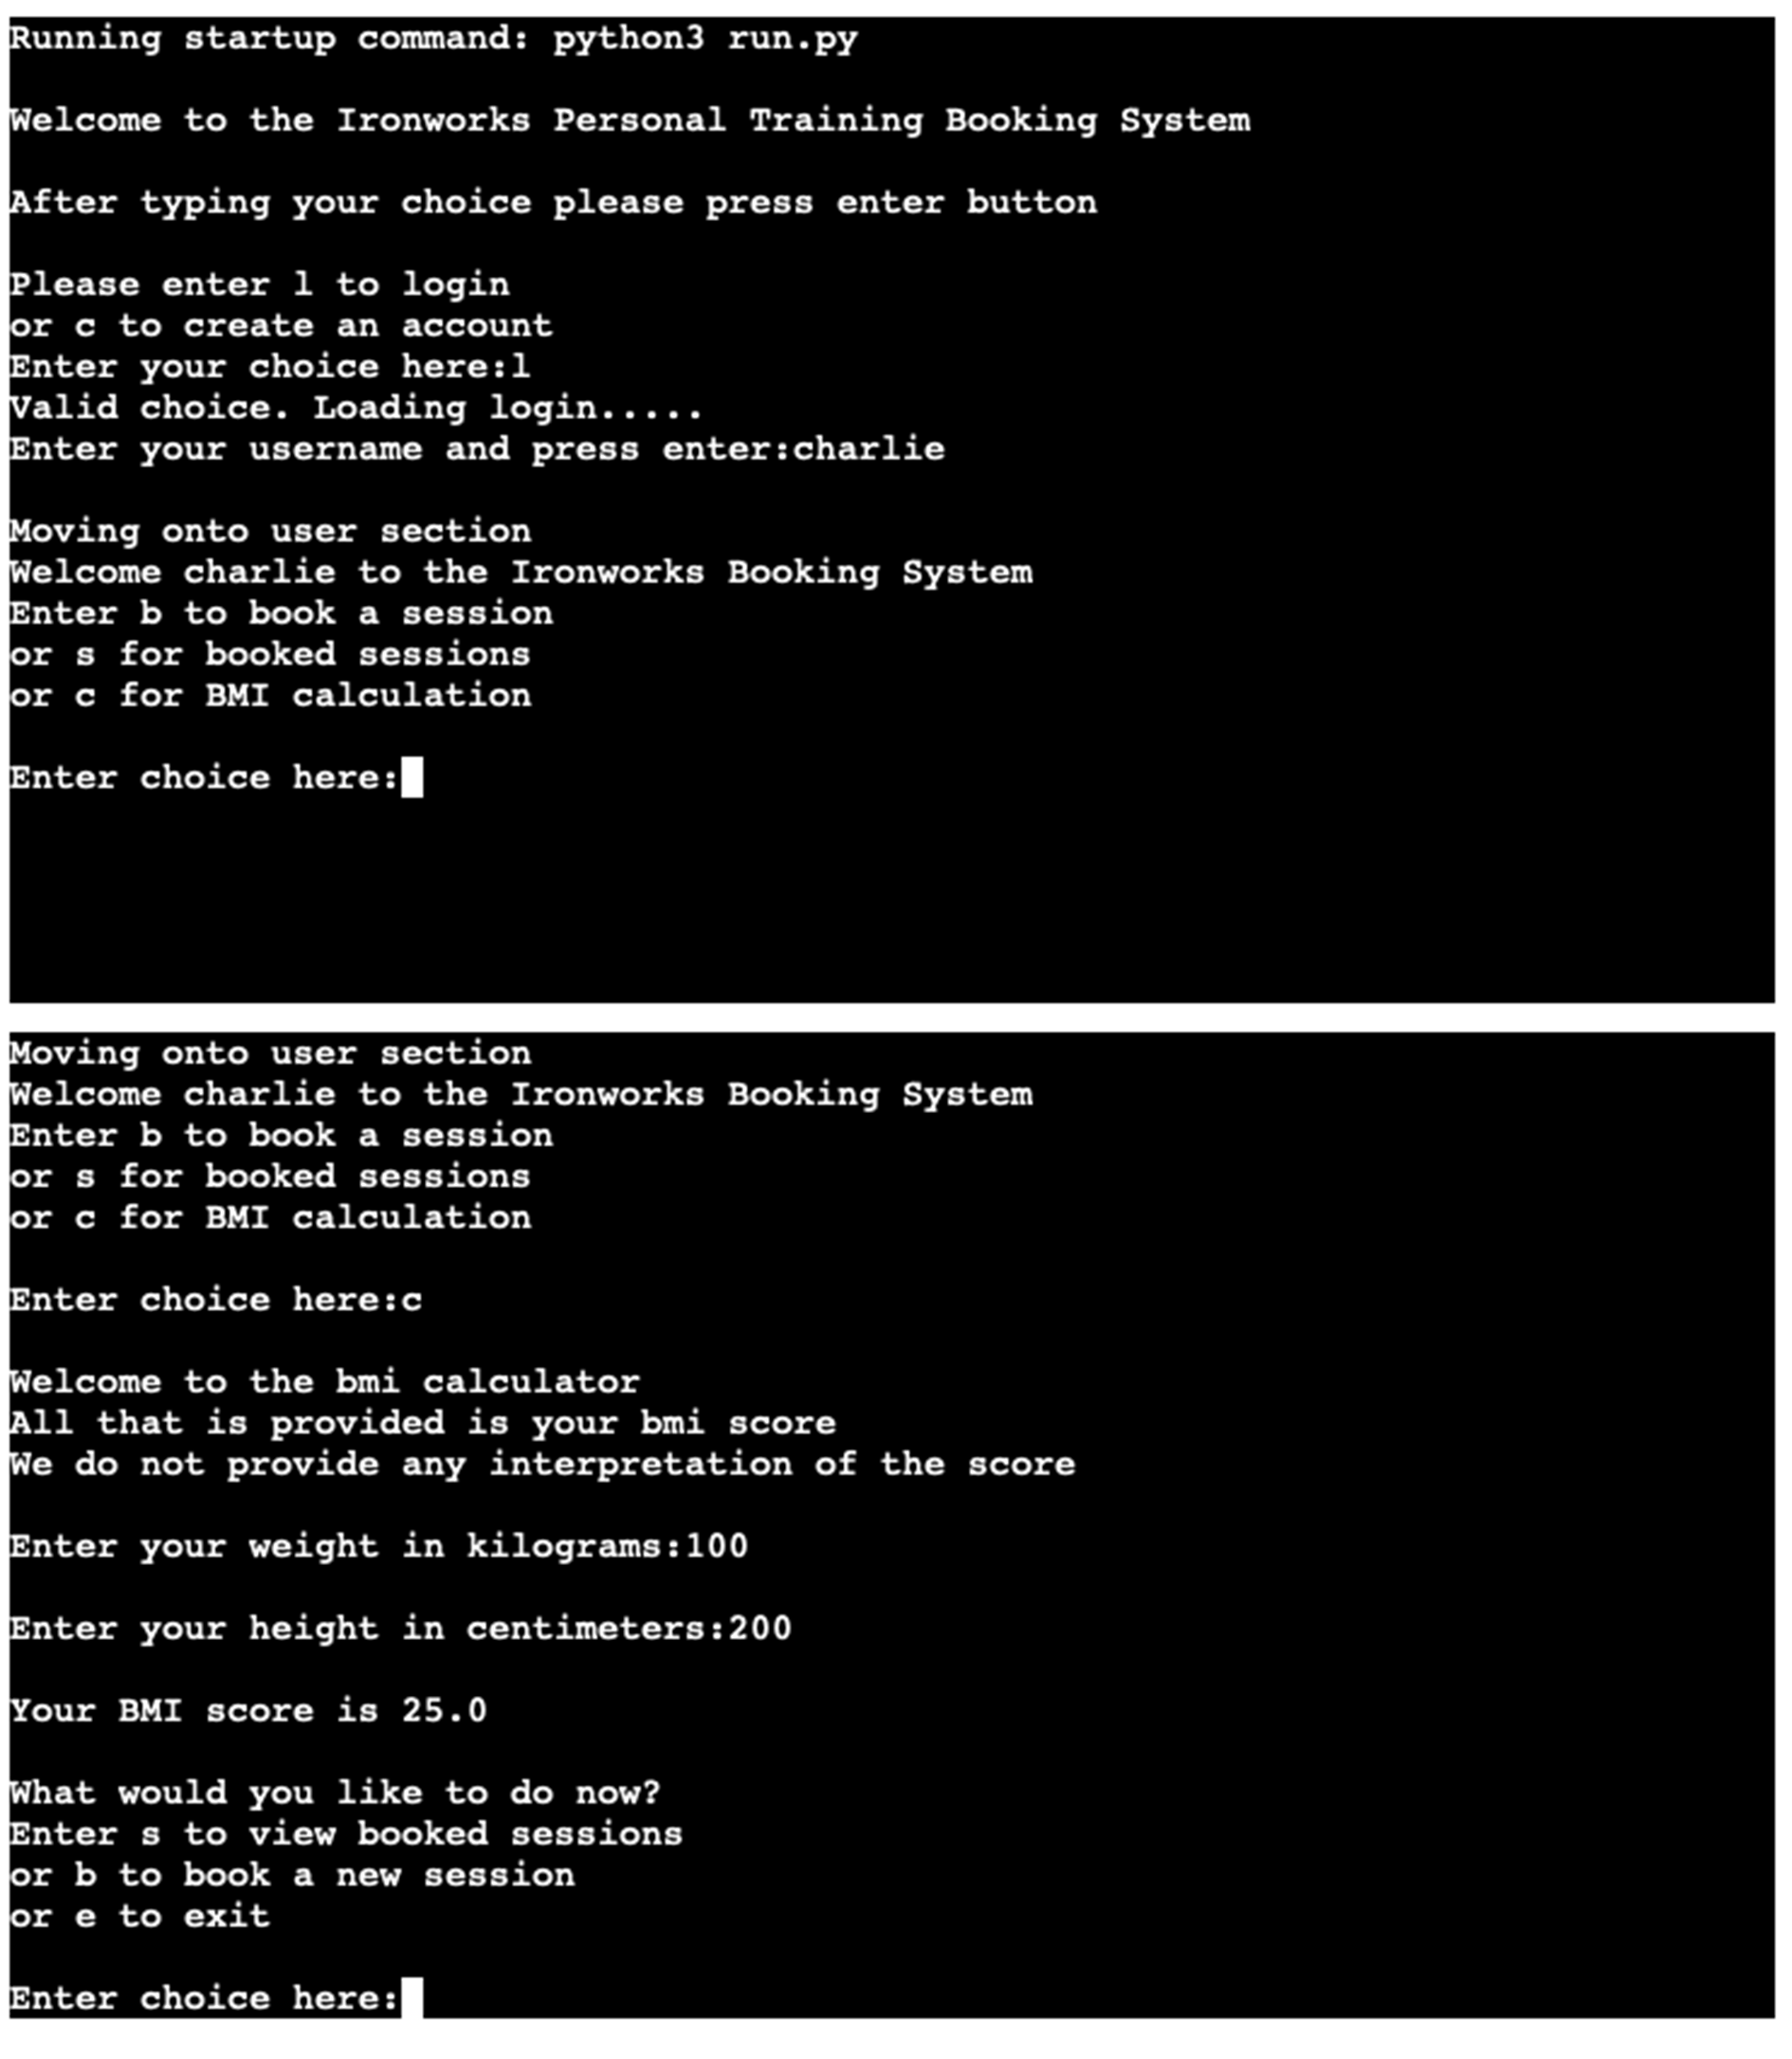 Running startup command: python3 run.py
Welcome to the Ironworks Personal Training Booking System
After typing your choice please press enter button
Please enter l to login
or c to create an account
Enter your choice here:l
Valid choice. Loading login.....
Enter your username and press enter:charlie
Moving onto user section
Welcome charlie to the Ironworks Booking System
Enter b to book a session
or s for booked sessions
or c for BMI calculation
Enter choice here:
Moving onto user section
Welcome charlie to the Ironworks Booking System
Enter b to book a session
or s for booked sessions
or c for BMI calculation
Enter choice here:c
Welcome to the bmi calculator
All that is provided is your bmi score
We do not provide any interpretation of the score
Enter your weight in kilograms:100
Enter your height in centimeters:200
Your BMI score is 25.0
What would you like to do now?
Enter s to view booked sessions
or b to book a new session
or e to exit
Enter choice here: